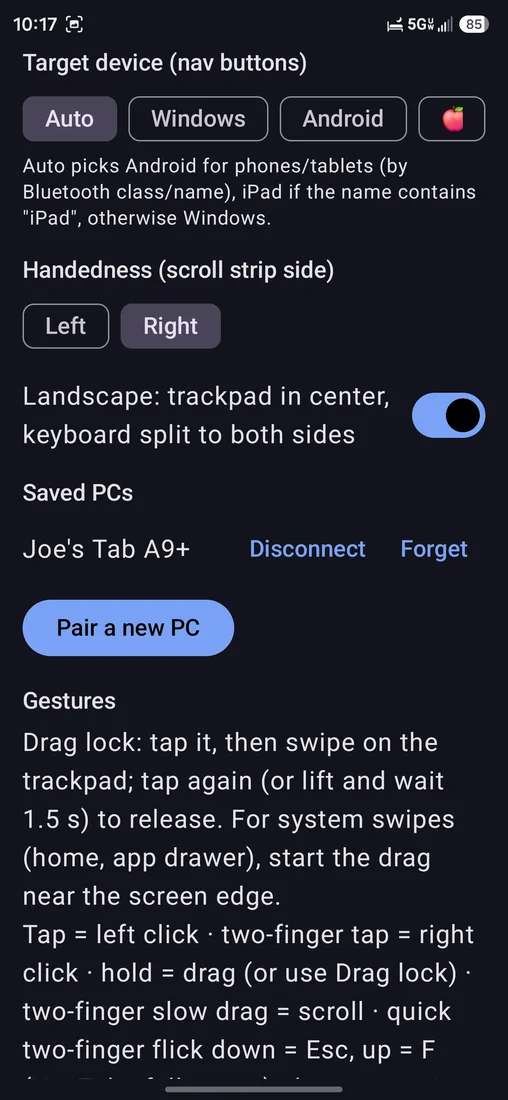 10:17
5G UW
85
Target device (nav buttons)
Auto
Windows
Android
Auto picks Android for phones/tablets (by
Bluetooth class/name), iPad if the name contains
"iPad", otherwise Windows.
Handedness (scroll strip side)
Left
Right
Landscape: trackpad in center,
keyboard split to both sides
Saved PCs
Joe's Tab A9+
Disconnect
Forget
Pair a new PC
Gestures
Drag lock: tap it, then swipe on the
trackpad; tap again (or lift and wait
1.5 s) to release. For system swipes
(home, app drawer), start the drag
near the screen edge.
Tap = left click · two-finger tap = right
click · hold = drag (or use Drag lock) ·
two-finger slow drag = scroll · quick
two-finger flick down = Esc, up = F